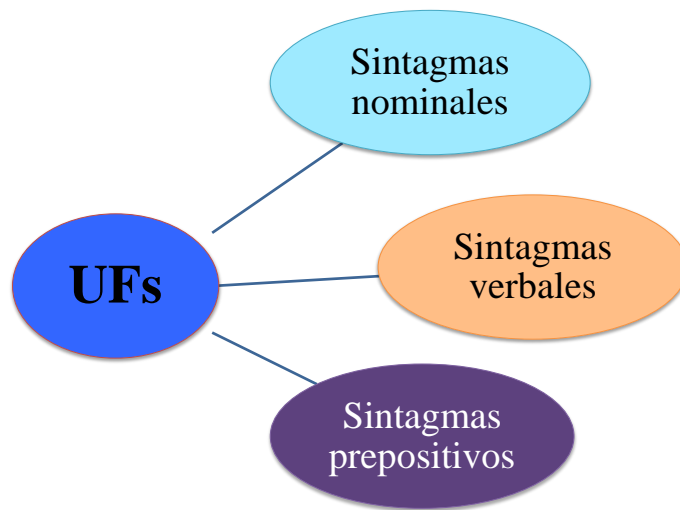 Sintagmas
nominales
UFs
Sintagmas
verbales
Sintagmas
prepositivos